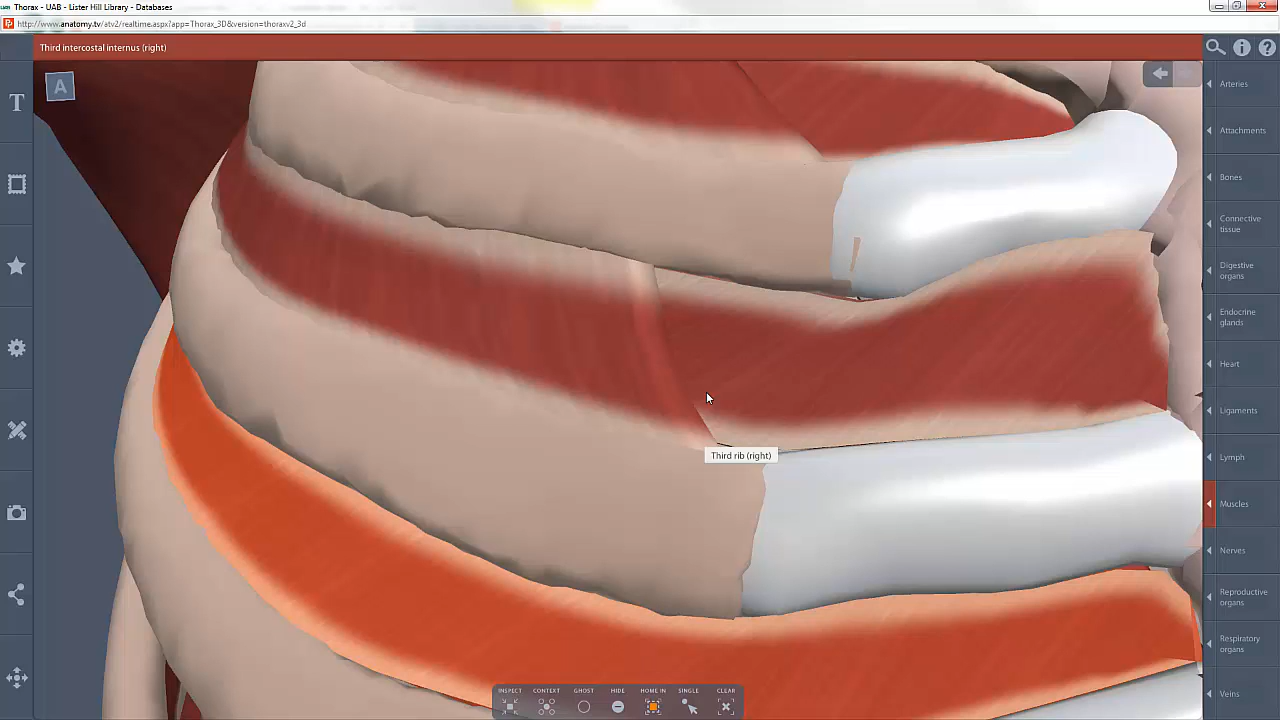 Thorax - UAB - Lister Hill Library - Databases
http://www.anatomy.tv/atv2/realtime.aspx?app=Thorax_3D&version=thoraxv2_3d
Third intercostal internus (right)
A
T
Arteries
Attachments
Bones
Connective
tissue
Digestive
organs
Endocrine
glands
Heart
Ligaments
Lymph
Muscles
Nerves
Reproductive
organs
Respiratory
organs
Veins
Third rib (right)
INSPECT CONTEXT GHOST HIDE HOME IN SINGLE CLEAR